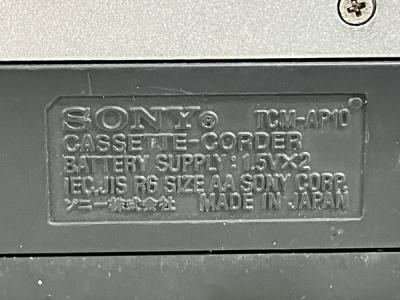 SONY® TCM-AP10
CASSETTE-CORDER
BATTERY SUPPLY : 1.5V×2
IEC.JIS R6 SIZE AA SONY CORP.
ソニー株式会社 MADE IN JAPAN